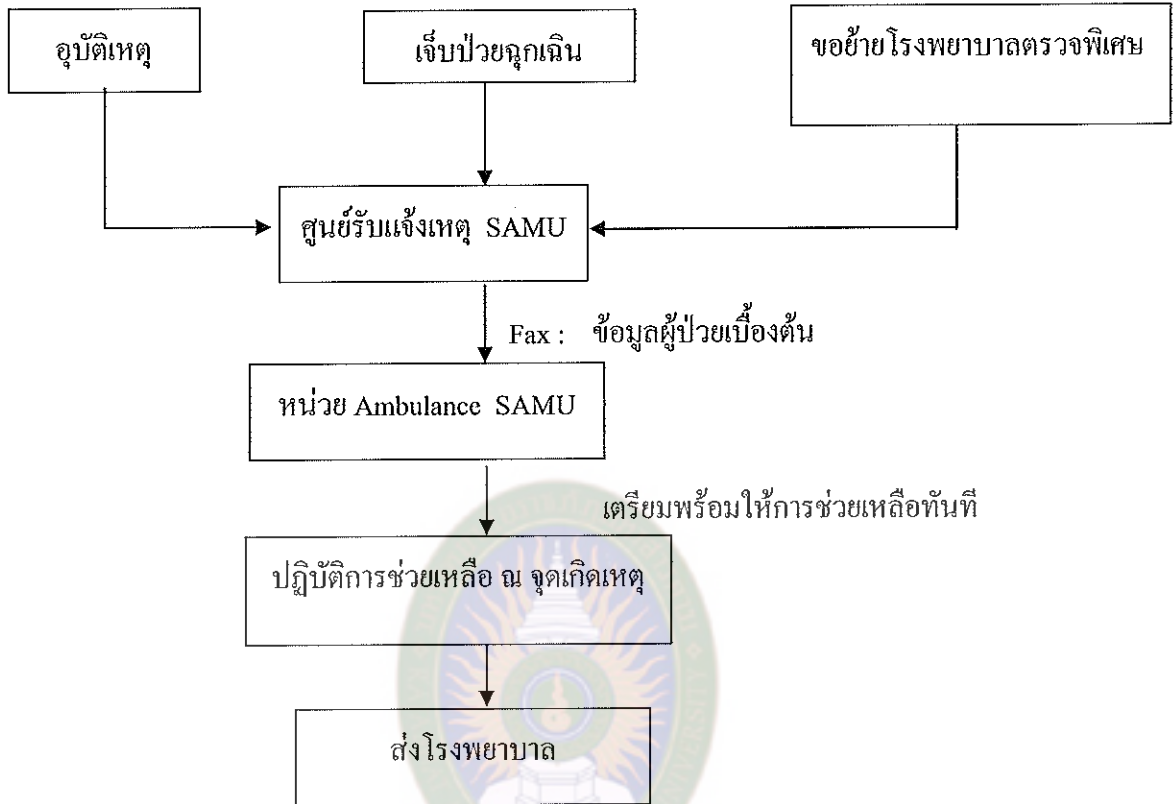 อุบัติเหตุ
เจ็บป่วยฉุกเฉิน
ขอย้ายโรงพยาบาลตรวจพิเศษ
ศูนย์รับแจ้งเหตุ SAMU
Fax : ข้อมูลผู้ป่วยเบื้องต้น
หน่วย Ambulance SAMU
เตรียมพร้อมให้การช่วยเหลือทันที
ปฏิบัติการช่วยเหลือ ณ จุดเกิดเหตุ
ส่งโรงพยาบาล